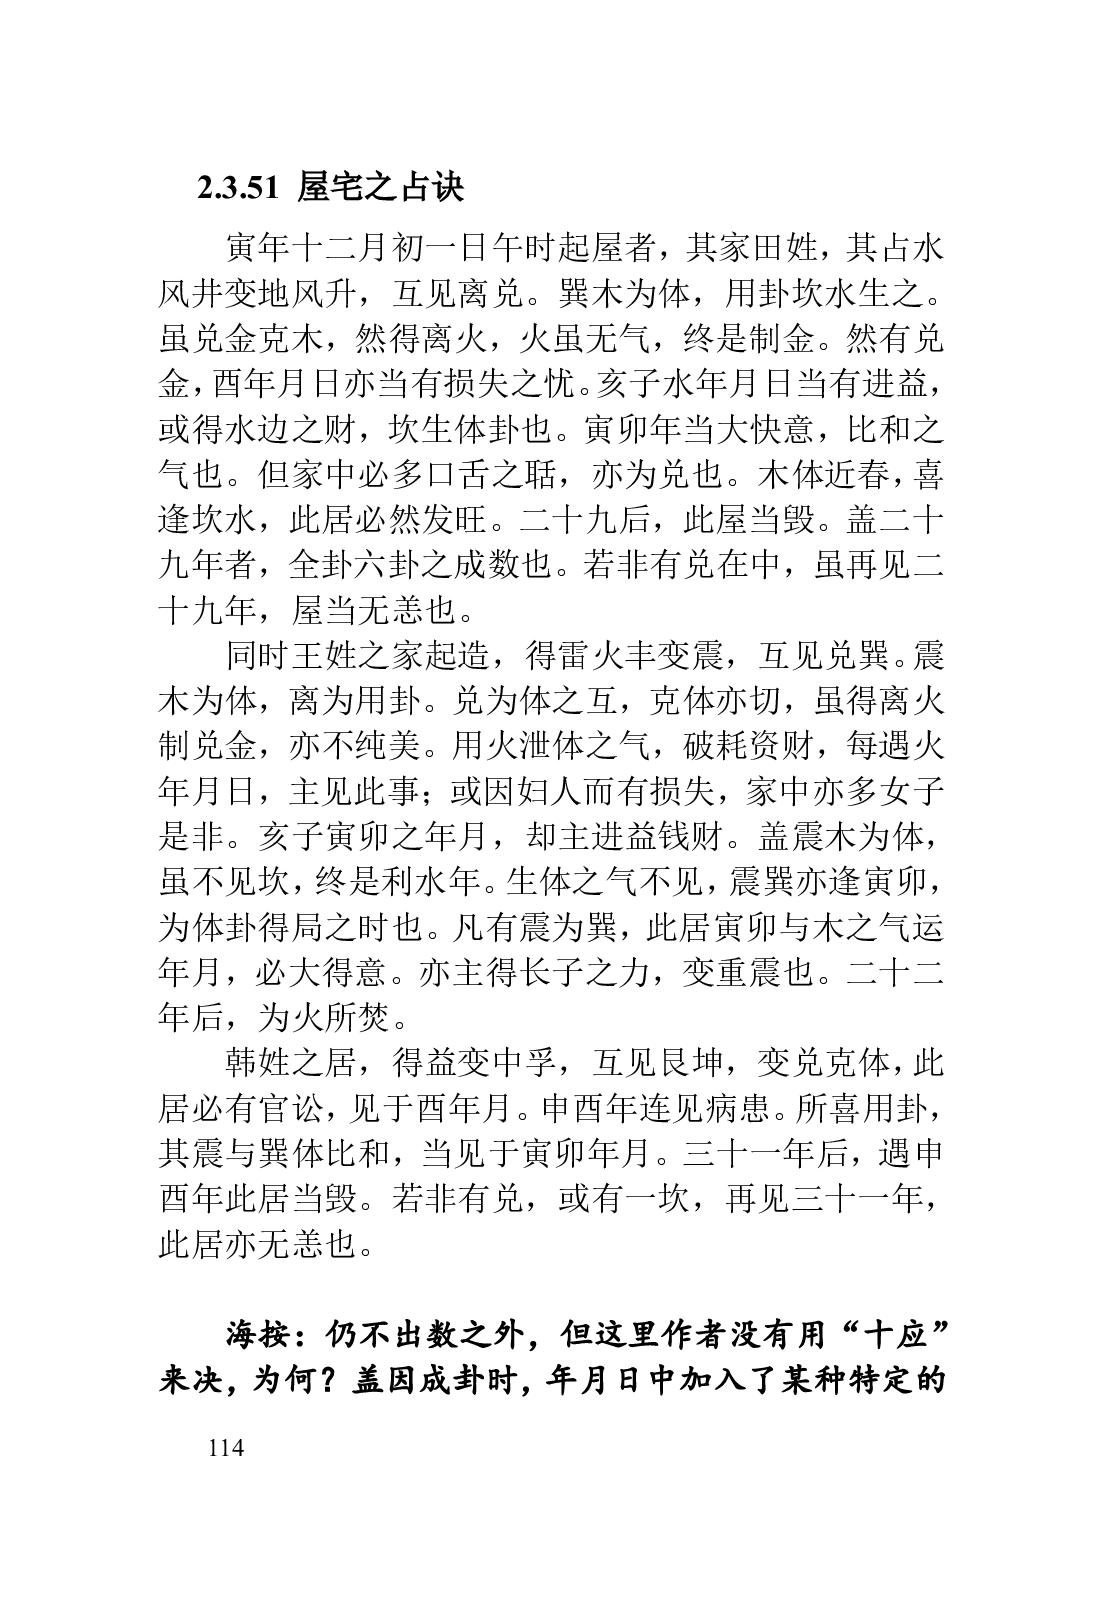 2.3.51 屋宅之占诀
寅年十二月初一日午时起屋者，其家田姓，其占水
风井变地风升，互见离兑。巽木为体，用卦坎水生之。
虽兑金克木，然得离火，火虽无气，终是制金。然有兑
金，酉年月日亦当有损失之忧。亥子水年月日当有进益，
或得水边之财，坎生体卦也。寅卯年当大快意，比和之
气也。但家中必多口舌之聒，亦为兑也。木体近春，喜
逢坎水，此居必然发旺。二十九后，此屋当毁。盖二十
九年者，全卦六卦之成数也。若非有兑在中，虽再见二
十九年，屋当无恙也。
同时王姓之家起造，得雷火丰变震，互见兑巽。震
木为体，离为用卦。兑为体之互，克体亦切，虽得离火
制兑金，亦不纯美。用火泄体之气，破耗资财，每遇火
年月日，主见此事；或因妇人而有损失，家中亦多女子
是非。亥子寅卯之年月，却主进益钱财。盖震木为体，
虽不见坎，终是利水年。生体之气不见，震巽亦逢寅卯，
为体卦得局之时也。凡有震为巽，此居寅卯与木之气运
年月，必大得意。亦主得长子之力，变重震也。二十二
年后，为火所焚。
韩姓之居，得益变中孚，互见艮坤，变兑克体，此
居必有官讼，见于酉年月。申酉年连见病患。所喜用卦，
其震与巽体比和，当见于寅卯年月。三十一年后，遇申
酉年此居当毁。若非有兑，或有一坎，再见三十一年，
此居亦无恙也。
海按：仍不出数之外，但这里作者没有用“十应”
来决，为何？盖因成卦时，年月日中加入了某种特定的
114